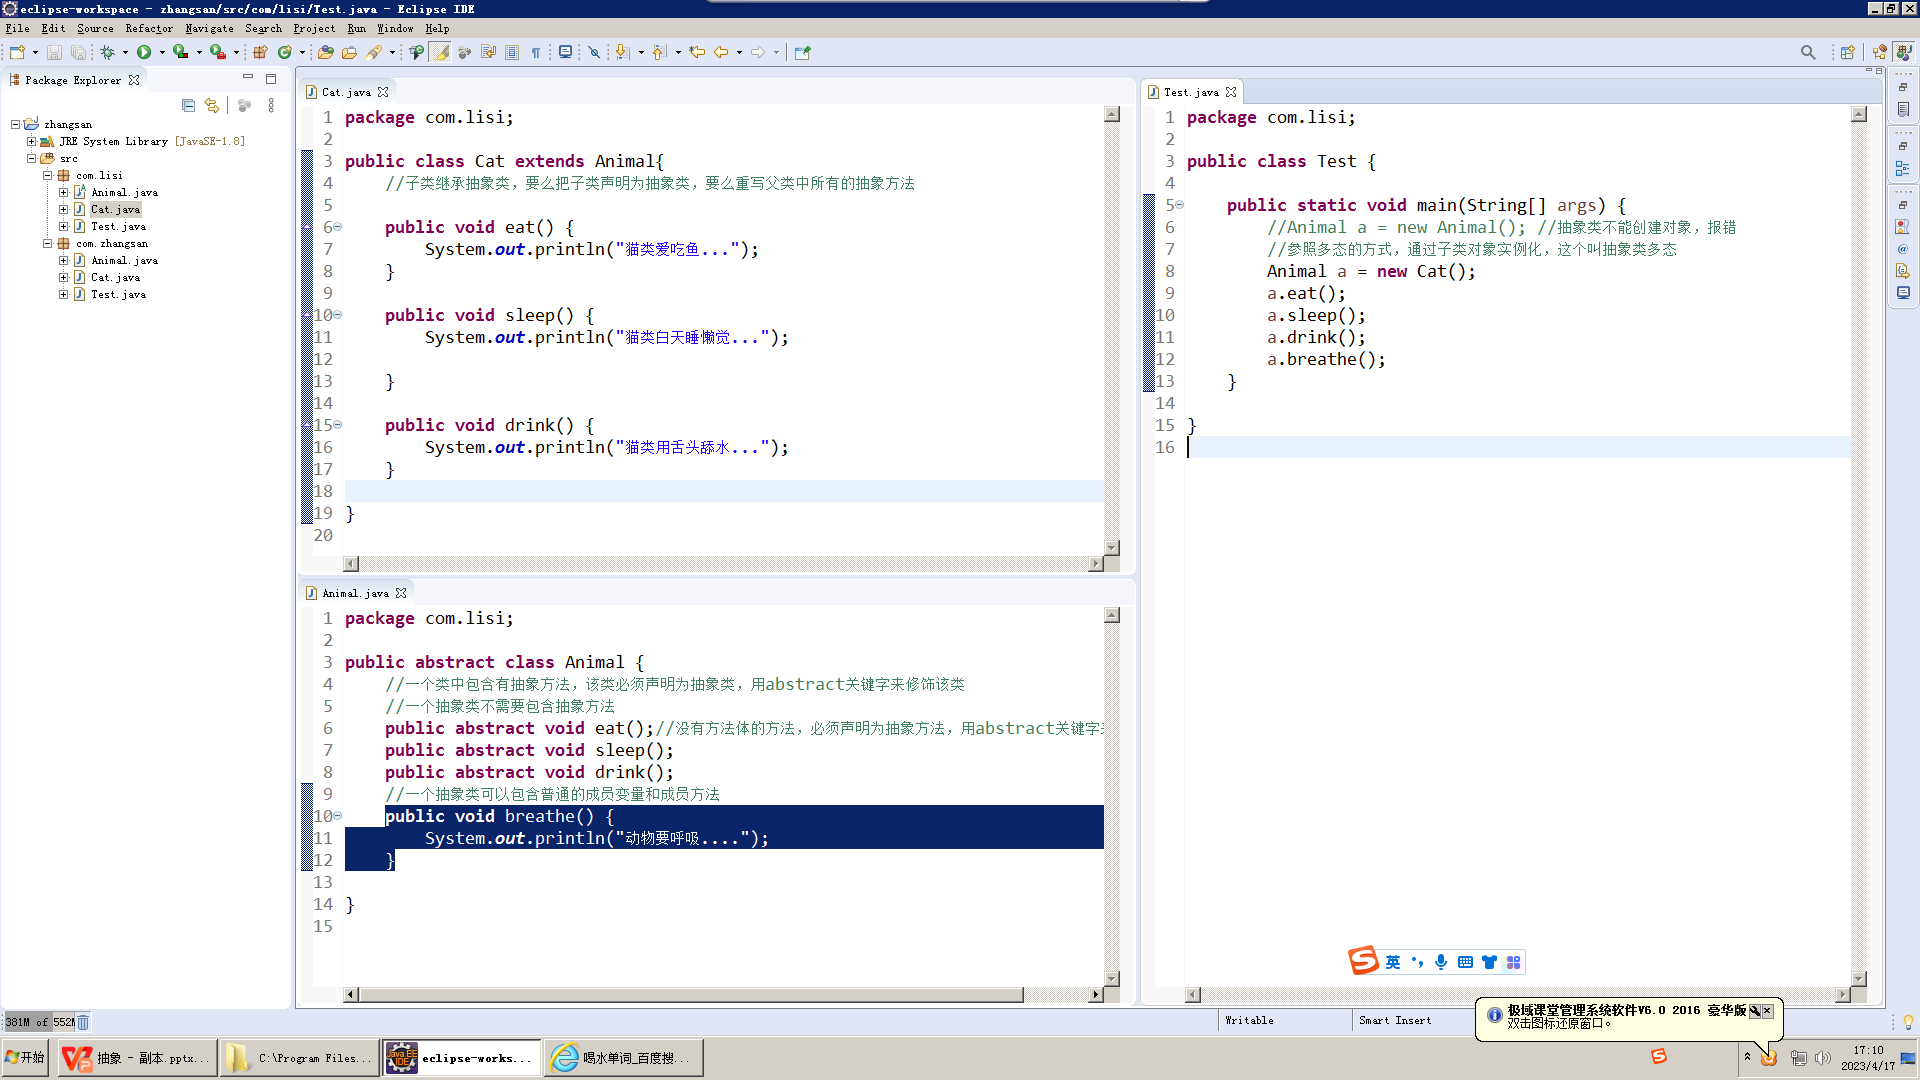 eclipse-workspace - zhangsan/src/com/lisi/Test.java - Eclipse IDE
File Edit Source Refactor Navigate Search Project Run Window Help
Package Explorer
zhangsan
JRE System Library [JavaSE-1.8]
src
com.lisi
Animal.java
Cat.java
Test.java
com.zhangsan
Animal.java
Cat.java
Test.java
Cat.java
1 package com.lisi;
2
3 public class Cat extends Animal{
4 //子类继承抽象类，要么把子类声明为抽象类，要么重写父类中所有的抽象方法
5
6 public void eat() {
7 System.out.println("猫类爱吃鱼...");
8 }
9
10 public void sleep() {
11 System.out.println("猫类白天睡懒觉...");
12
13 }
14
15 public void drink() {
16 System.out.println("猫类用舌头舔水...");
17 }
18
19 }
20
Animal.java
1 package com.lisi;
2
3 public abstract class Animal {
4 //一个类中包含有抽象方法，该类必须声明为抽象类，用abstract关键字来修饰该类
5 //一个抽象类不需要包含抽象方法
6 public abstract void eat();//没有方法体的方法，必须声明为抽象方法，用abstract关键字
7 public abstract void sleep();
8 public abstract void drink();
9 //一个抽象类可以包含普通的成员变量和成员方法
10 public void breathe() {
11 System.out.println("动物要呼吸....");
12 }
13
14 }
15
Test.java
1 package com.lisi;
2
3 public class Test {
4
5 public static void main(String[] args) {
6 //Animal a = new Animal(); //抽象类不能创建对象，报错
7 //参照多态的方式，通过子类对象实例化，这个叫抽象类多态
8 Animal a = new Cat();
9 a.eat();
10 a.sleep();
11 a.drink();
12 a.breathe();
13 }
14
15 }
16
英
381M of 552M
Writable
Smart Insert
极域课堂管理系统软件V6.0 2016 豪华版
双击图标还原窗口。
开始
抽象 - 副本.pptx...
C:\Program Files...
eclipse-works...
喝水单词_百度搜...
17:10
2023/4/17